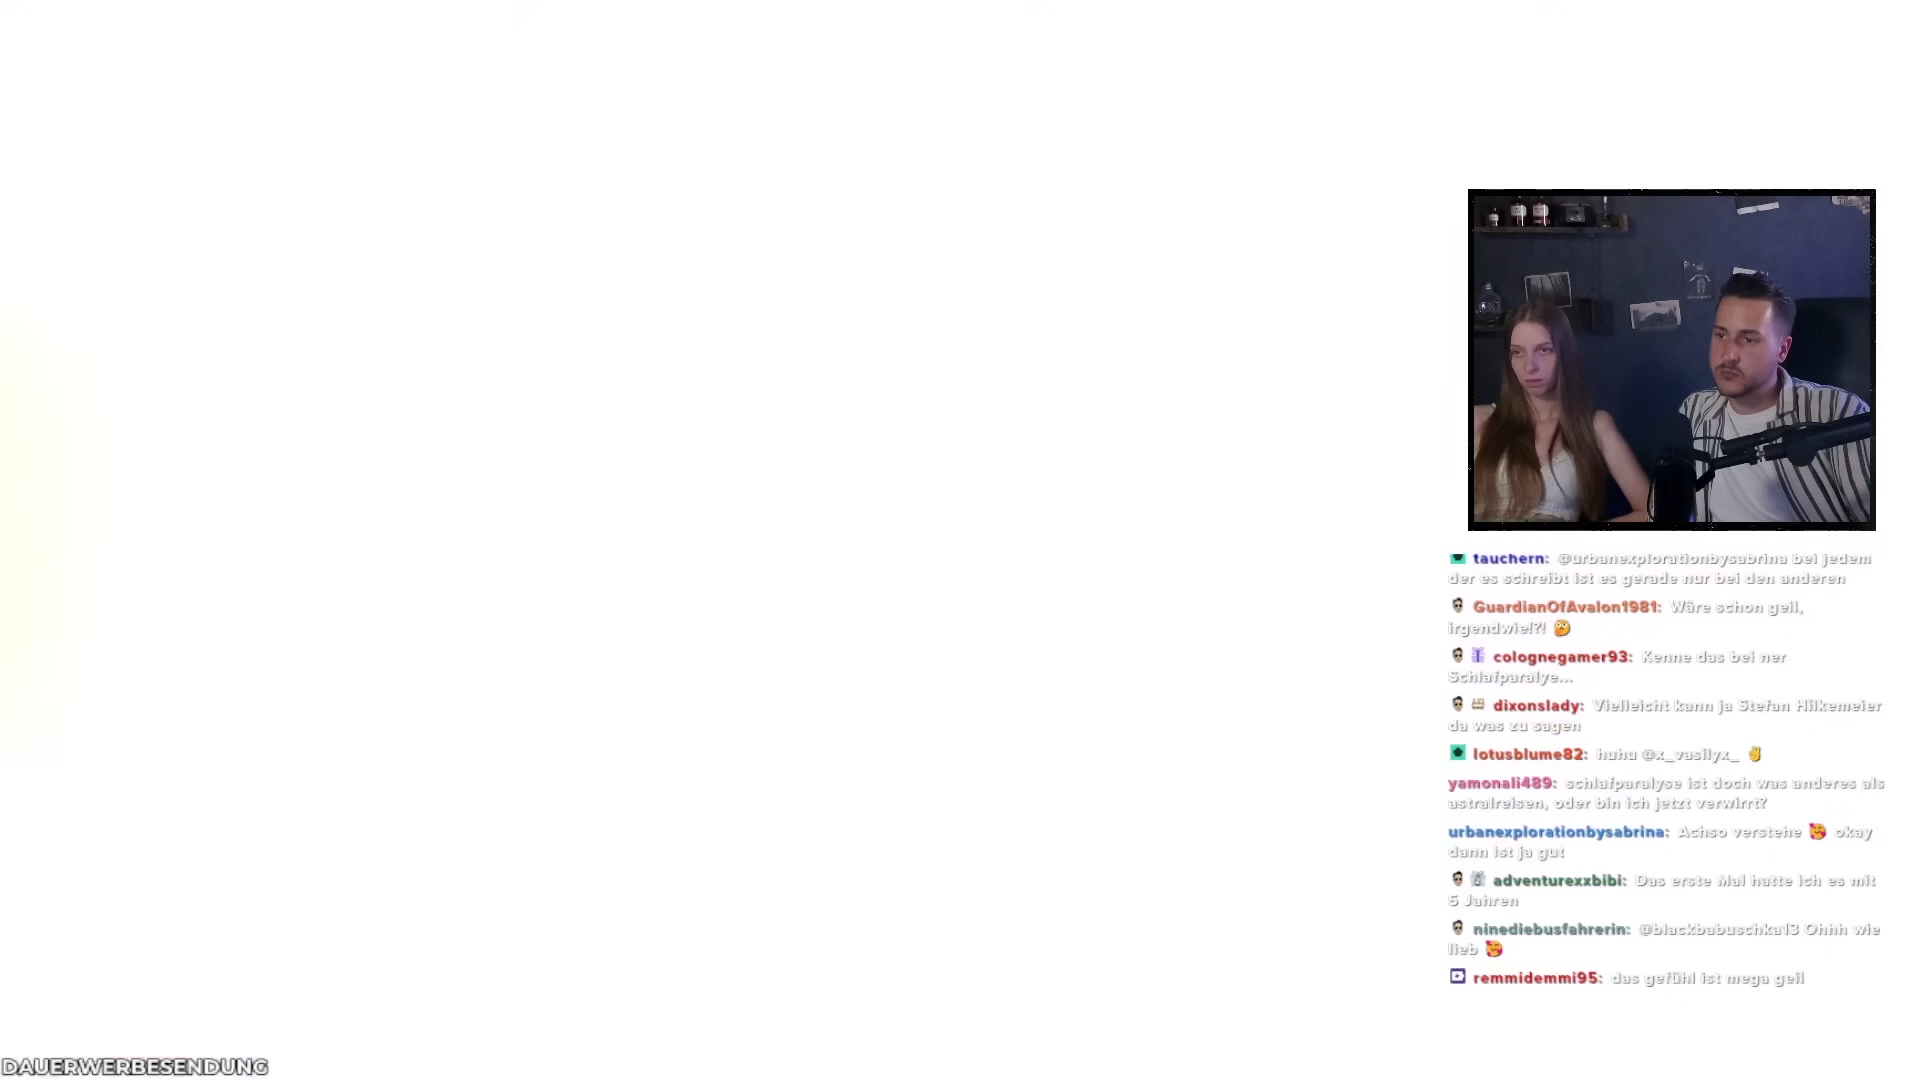 tauchern: @urbanexplorationbysabrina bei jedem
der es schreibt ist es gerade nur bei den anderen
GuardianOfAvalon1981: Wäre schon geil,
irgendwie!?! 🤔
colognegamer93: Kenne das bei ner
Schlafparalye...
dixonslady: Vielleicht kann ja Stefan Hilkemeier
da was zu sagen
lotusblume82: huhu @x_vasilyx_ ✌
yamonali489: schlafparalyse ist doch was anderes als
astralreisen, oder bin ich jetzt verwirrt?
urbanexplorationbysabrina: Achso verstehe 🥰 okay
dann ist ja gut
adventurexxbibi: Das erste Mal hatte ich es mit
5 Jahren
ninediebusfahrerin: @blackbabuschka13 Ohhh wie
lieb 🥰
remmidemmi95: das gefühl ist mega geil
DAUERWERBESENDUNG